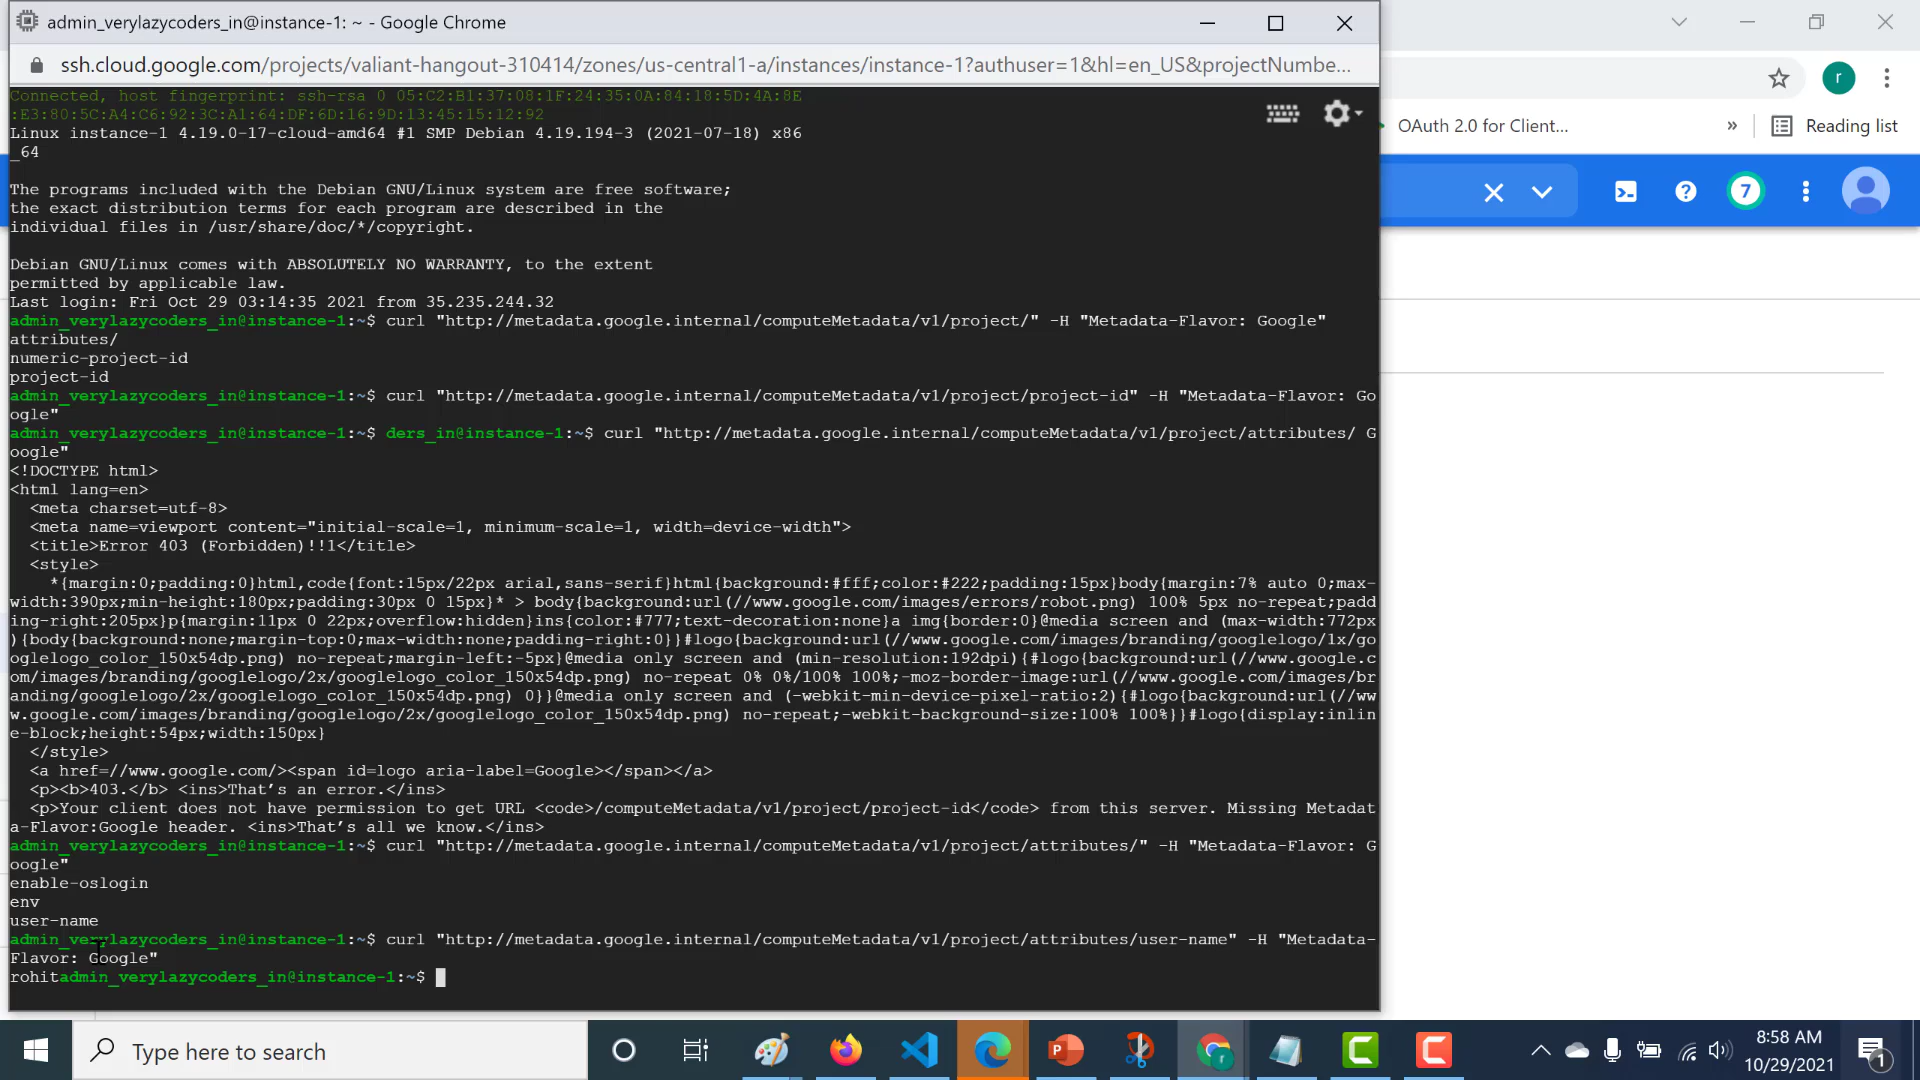 admin_verylazycoders_in@instance-1: ~ - Google Chrome
ssh.cloud.google.com/projects/valiant-hangout-310414/zones/us-central1-a/instances/instance-1?authuser=1&hl=en_US&projectNumbe...
Connected, host fingerprint: ssh-rsa 0 05:C2:B1:37:08:1F:24:35:0A:84:18:5D:4A:8E
:E3:80:5C:A4:C6:92:3C:A1:64:DF:6D:16:9D:13:45:15:12:92
Linux instance-1 4.19.0-17-cloud-amd64 #1 SMP Debian 4.19.194-3 (2021-07-18) x86
_64
OAuth 2.0 for Client...
»
Reading list
The programs included with the Debian GNU/Linux system are free software;
the exact distribution terms for each program are described in the
individual files in /usr/share/doc/*/copyright.
7
Debian GNU/Linux comes with ABSOLUTELY NO WARRANTY, to the extent
permitted by applicable law.
Last login: Fri Oct 29 03:14:35 2021 from 35.235.244.32
admin_verylazycoders_in@instance-1:~$ curl "http://metadata.google.internal/computeMetadata/v1/project/" -H "Metadata-Flavor: Google"
attributes/
numeric-project-id
project-id
admin_verylazycoders_in@instance-1:~$ curl "http://metadata.google.internal/computeMetadata/v1/project/project-id" -H "Metadata-Flavor: Go
ogle"
admin_verylazycoders_in@instance-1:~$ ders_in@instance-1:~$ curl "http://metadata.google.internal/computeMetadata/v1/project/attributes/ G
oogle"
<!DOCTYPE html>
<html lang=en>
  <meta charset=utf-8>
  <meta name=viewport content="initial-scale=1, minimum-scale=1, width=device-width">
  <title>Error 403 (Forbidden)!!1</title>
  <style>
    *{margin:0;padding:0}html,code{font:15px/22px arial,sans-serif}html{background:#fff;color:#222;padding:15px}body{margin:7% auto 0;max-
width:390px;min-height:180px;padding:30px 0 15px}* > body{background:url(//www.google.com/images/errors/robot.png) 100% 5px no-repeat;padd
ing-right:205px}p{margin:11px 0 22px;overflow:hidden}ins{color:#777;text-decoration:none}a img{border:0}@media screen and (max-width:772px
){body{background:none;margin-top:0;max-width:none;padding-right:0}}#logo{background:url(//www.google.com/images/branding/googlelogo/1x/go
oglelogo_color_150x54dp.png) no-repeat;margin-left:-5px}@media only screen and (min-resolution:192dpi){#logo{background:url(//www.google.c
om/images/branding/googlelogo/2x/googlelogo_color_150x54dp.png) no-repeat 0% 0%/100% 100%;-moz-border-image:url(//www.google.com/images/br
anding/googlelogo/2x/googlelogo_color_150x54dp.png) 0}}@media only screen and (-webkit-min-device-pixel-ratio:2){#logo{background:url(//ww
w.google.com/images/branding/googlelogo/2x/googlelogo_color_150x54dp.png) no-repeat;-webkit-background-size:100% 100%}}#logo{display:inlin
e-block;height:54px;width:150px}
  </style>
  <a href=//www.google.com/><span id=logo aria-label=Google></span></a>
  <p><b>403.</b> <ins>That's an error.</ins>
  <p>Your client does not have permission to get URL <code>/computeMetadata/v1/project/project-id</code> from this server. Missing Metadat
a-Flavor:Google header. <ins>That's all we know.</ins>
admin_verylazycoders_in@instance-1:~$ curl "http://metadata.google.internal/computeMetadata/v1/project/attributes/" -H "Metadata-Flavor: G
oogle"
enable-oslogin
env
user-name
admin_verylazycoders_in@instance-1:~$ curl "http://metadata.google.internal/computeMetadata/v1/project/attributes/user-name" -H "Metadata-
Flavor: Google"
rohitadmin_verylazycoders_in@instance-1:~$
Type here to search
8:58 AM
10/29/2021
1